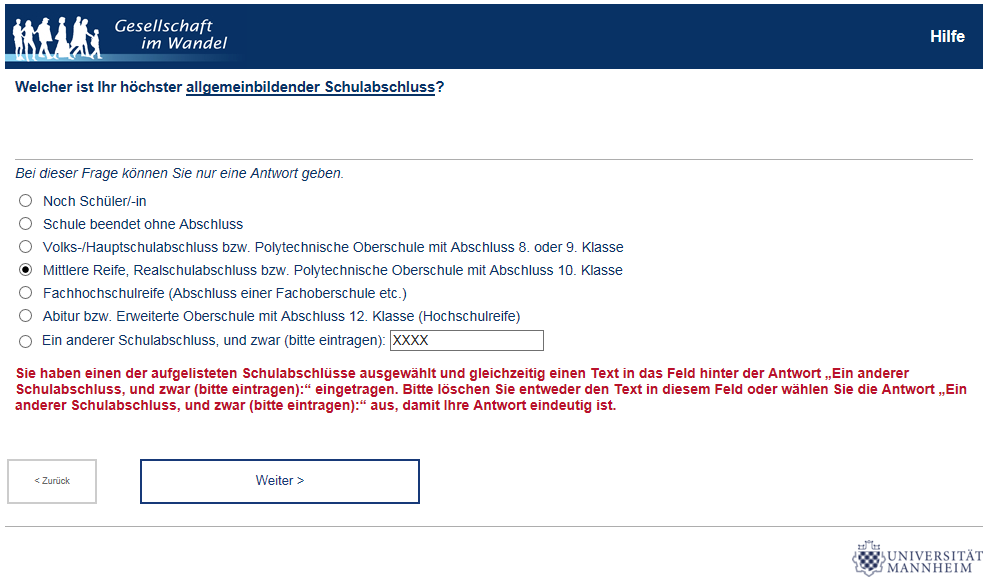 Gesellschaft
im Wandel
Hilfe
Welcher ist Ihr höchster allgemeinbildender Schulabschluss?
Bei dieser Frage können Sie nur eine Antwort geben.
Noch Schüler/-in
Schule beendet ohne Abschluss
Volks-/Hauptschulabschluss bzw. Polytechnische Oberschule mit Abschluss 8. oder 9. Klasse
Mittlere Reife, Realschulabschluss bzw. Polytechnische Oberschule mit Abschluss 10. Klasse
Fachhochschulreife (Abschluss einer Fachoberschule etc.)
Abitur bzw. Erweiterte Oberschule mit Abschluss 12. Klasse (Hochschulreife)
Ein anderer Schulabschluss, und zwar (bitte eintragen): XXXX
Sie haben einen der aufgelisteten Schulabschlüsse ausgewählt und gleichzeitig einen Text in das Feld hinter der Antwort „Ein anderer
Schulabschluss, und zwar (bitte eintragen):“ eingetragen. Bitte löschen Sie entweder den Text in diesem Feld oder wählen Sie die Antwort „Ein
anderer Schulabschluss, und zwar (bitte eintragen):“ aus, damit Ihre Antwort eindeutig ist.
< Zurück
Weiter >
UNIVERSITÄT
MANNHEIM